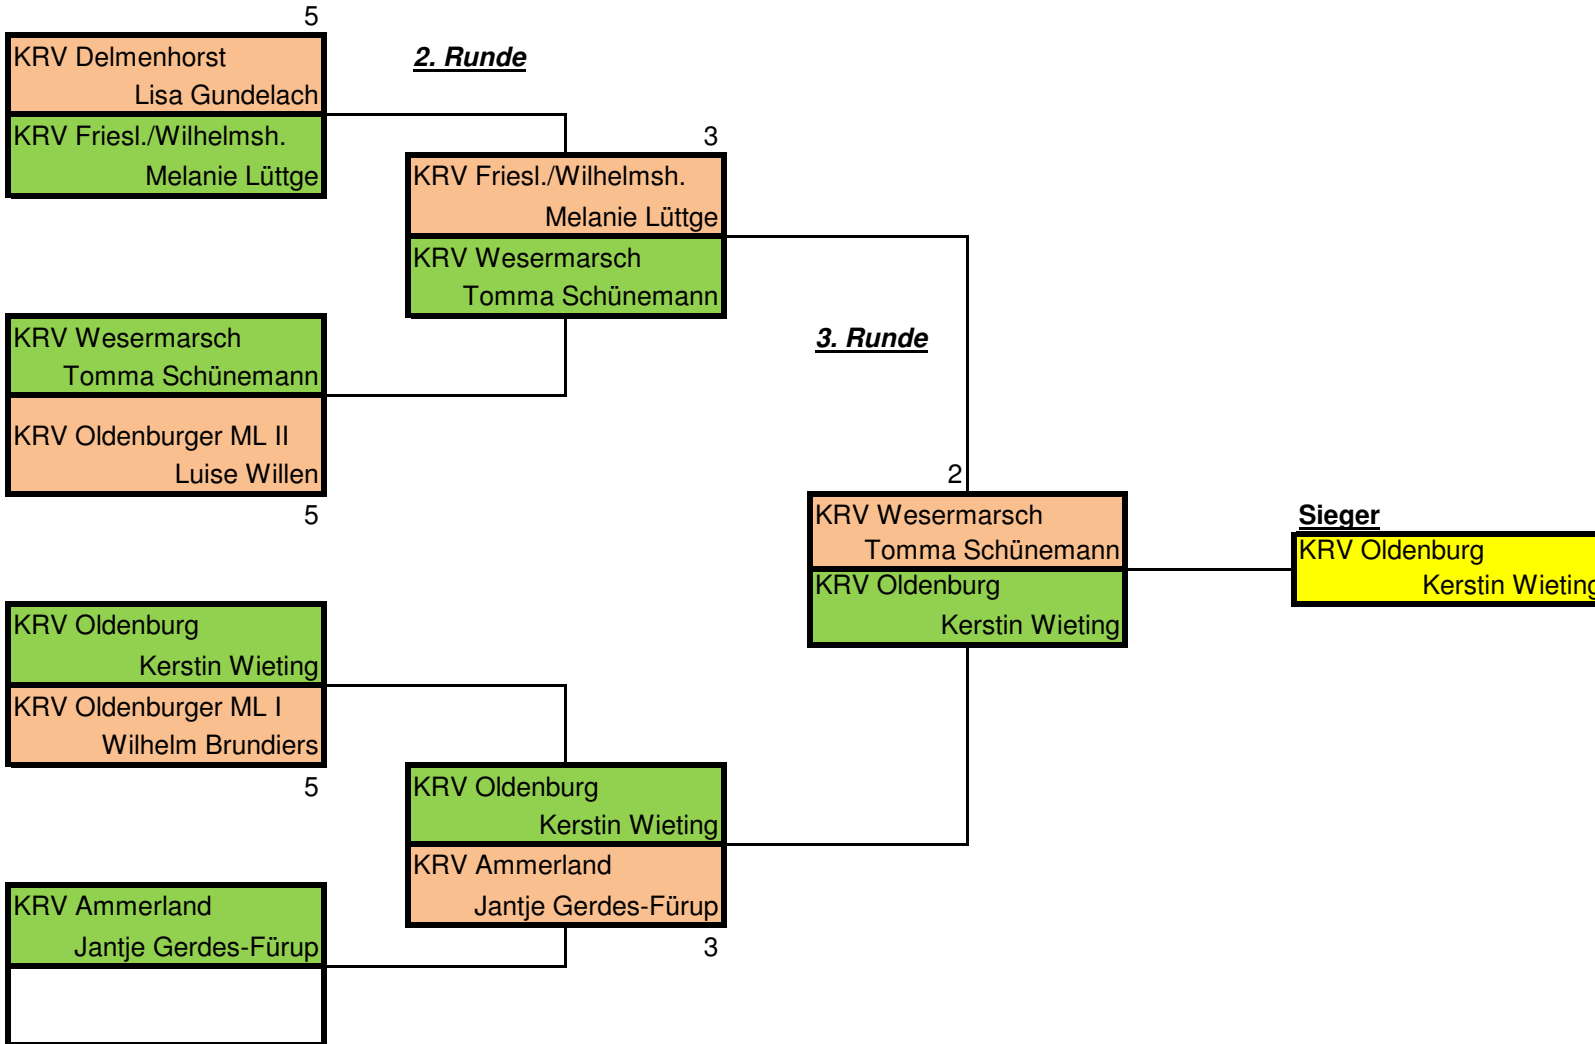 5
KRV Delmenhorst
Lisa Gundelach
KRV Friesl./Wilhelmsh.
Melanie Lüttge
KRV Wesermarsch
Tomma Schünemann
KRV Oldenburger ML II
Luise Willen
5
KRV Oldenburg
Kerstin Wieting
KRV Oldenburger ML I
Wilhelm Brundiers
5
KRV Ammerland
Jantje Gerdes-Fürup
2. Runde
3
KRV Friesl./Wilhelmsh.
Melanie Lüttge
KRV Wesermarsch
Tomma Schünemann
KRV Oldenburg
Kerstin Wieting
KRV Ammerland
Jantje Gerdes-Fürup
3
3. Runde
2
KRV Wesermarsch
Tomma Schünemann
KRV Oldenburg
Kerstin Wieting
Sieger
KRV Oldenburg
Kerstin Wieting